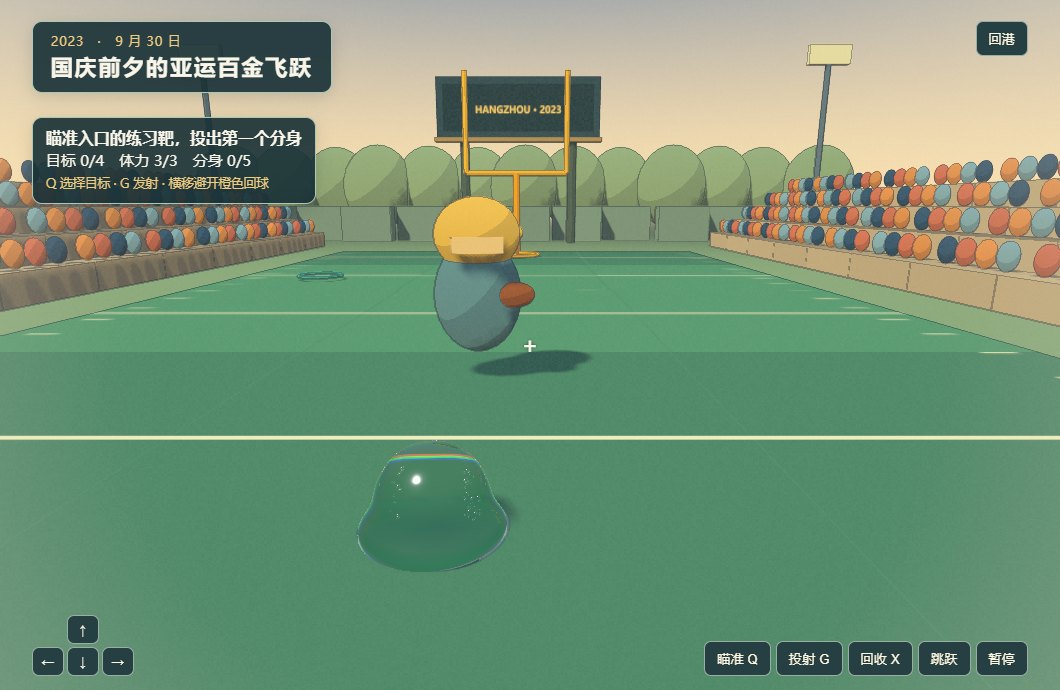 2023 · 9 月 30 日
国庆前夕的亚运百金飞跃
回港
HANGZHOU • 2023
瞄准入口的练习靶，投出第一个分身
目标 0/4 体力 3/3 分身 0/5
Q 选择目标 · G 发射 · 横移避开橙色回球
↑
← ↓ →
瞄准 Q 投射 G 回收 X 跳跃 暂停